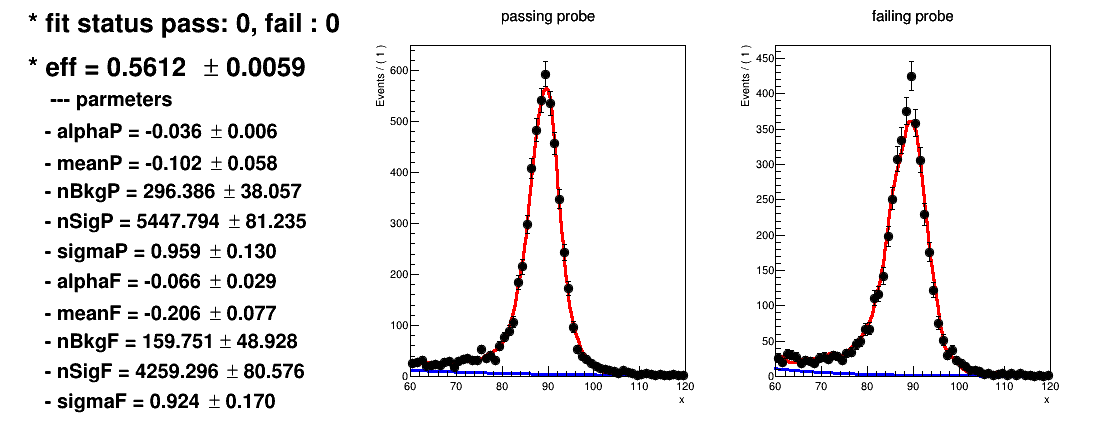 * fit status pass: 0, fail : 0
* eff = 0.5612 ± 0.0059
--- parmeters
- alphaP = -0.036 ± 0.006
- meanP = -0.102 ± 0.058
- nBkgP = 296.386 ± 38.057
- nSigP = 5447.794 ± 81.235
- sigmaP = 0.959 ± 0.130
- alphaF = -0.066 ± 0.029
- meanF = -0.206 ± 0.077
- nBkgF = 159.751 ± 48.928
- nSigF = 4259.296 ± 80.576
- sigmaF = 0.924 ± 0.170
passing probe
Events / ( 1 )
600
500
400
300
200
100
0
60 70 80 90 100 110 120
x
failing probe
Events / ( 1 )
450
400
350
300
250
200
150
100
50
0
60 70 80 90 100 110 120
x